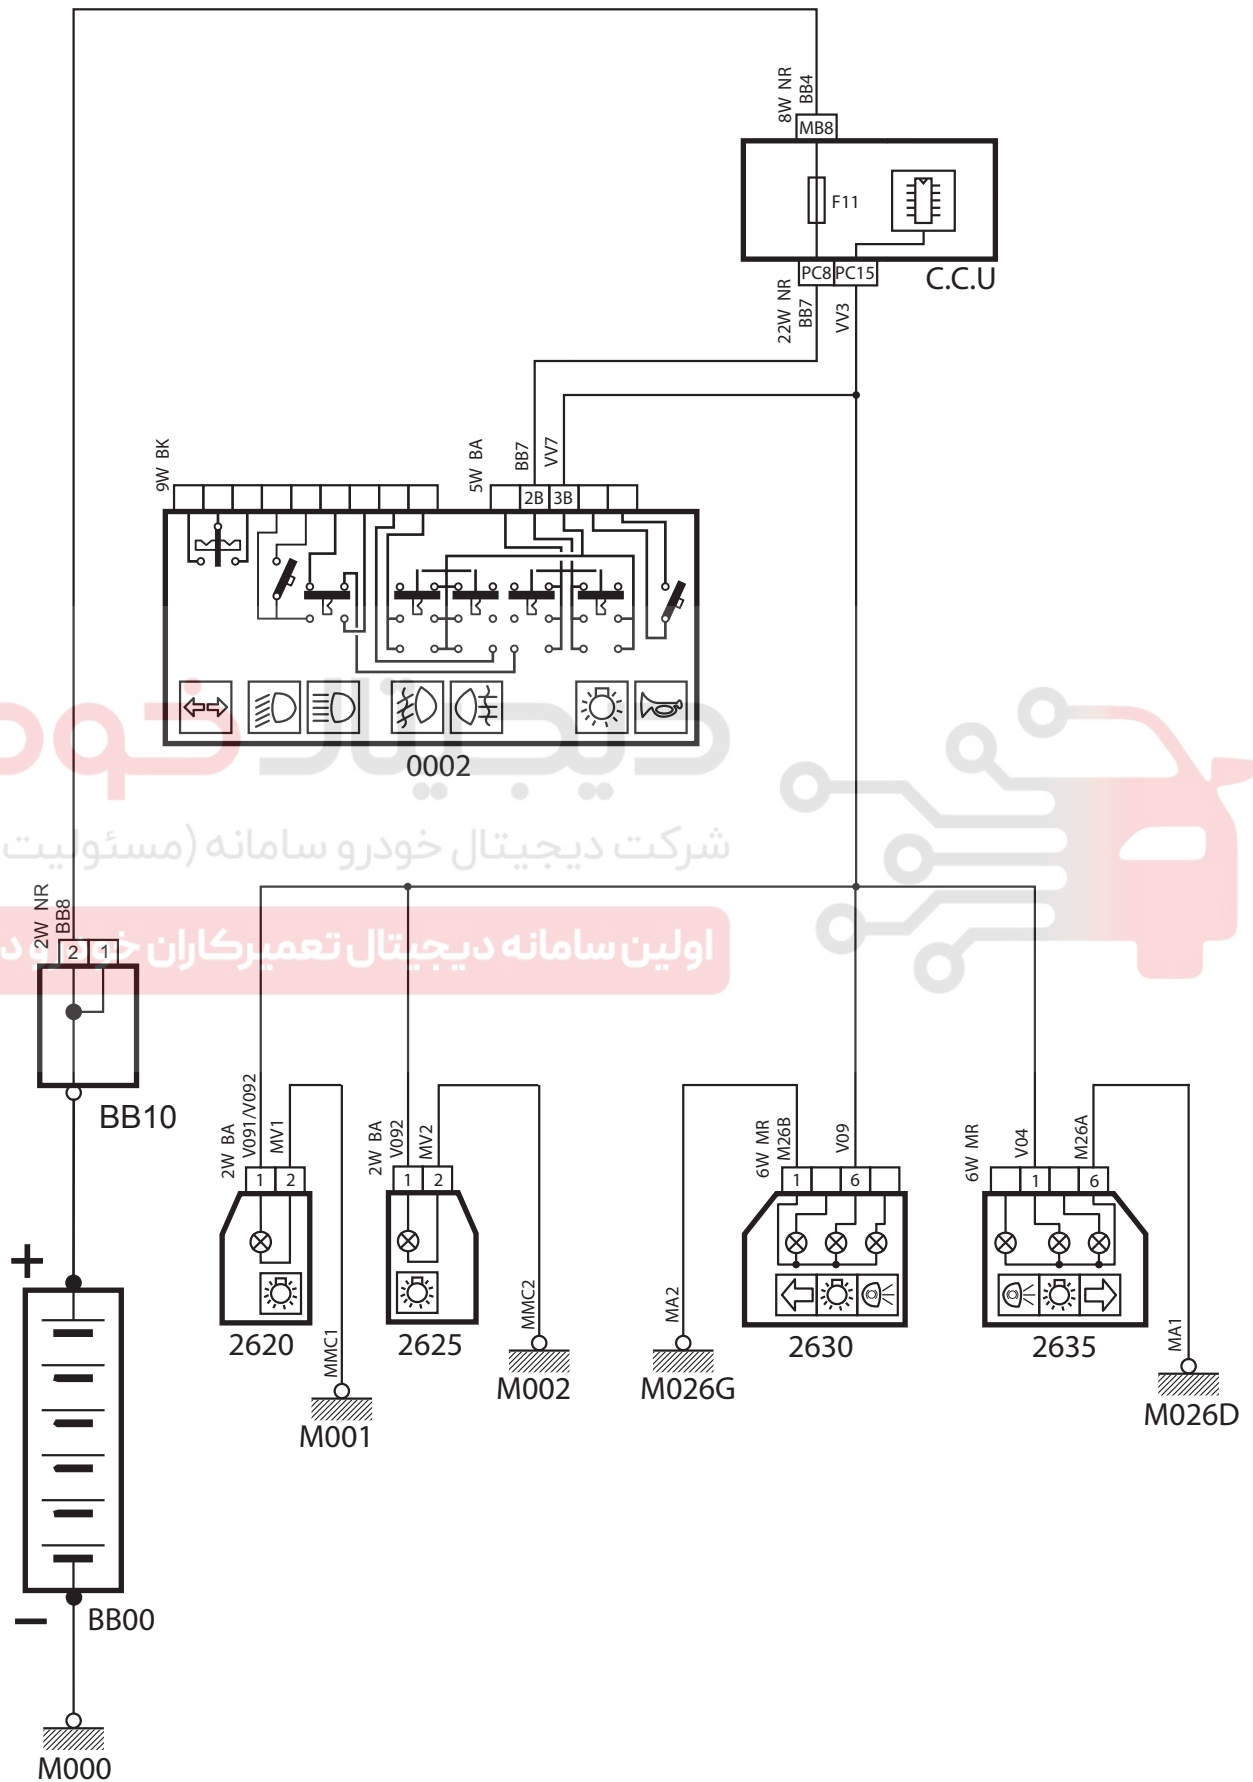 8W NR
BB4
MB8
F11
PC8
PC15
C.C.U
22W NR
BB7
VV3
9W BK
5W BA
BB7
VV7
2B
3B
0002
دیجیتال خود
شرکت دیجیتال خودرو سامانه (مسئولیت
اولین سامانه دیجیتال تعمیرکاران خودرو د
2W NR
BB8
2
1
BB10
2W BA
V091/V092
MV1
1
2
2620
MMC1
M001
2W BA
V092
MV2
1
2
2625
MMC2
M002
6W MR
M26B
V09
1
6
2630
MA2
M026G
6W MR
V04
M26A
1
6
2635
MA1
M026D
+
−
BB00
M000